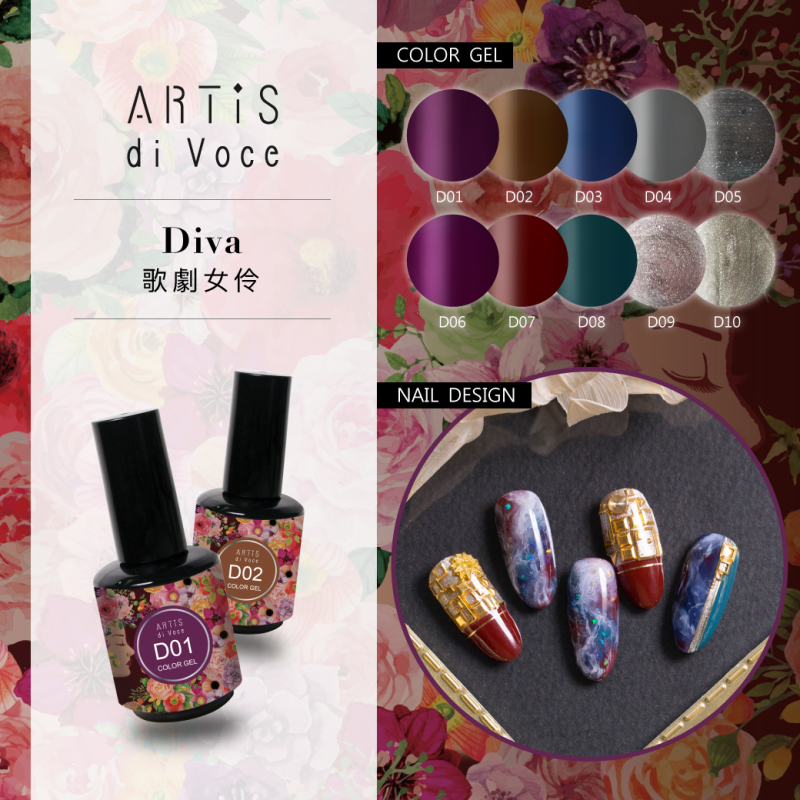 ARTiS
di Voce
Diva
歌劇女伶
COLOR GEL
D01 D02 D03 D04 D05
D06 D07 D08 D09 D10
NAIL DESIGN
ARTiS
di Voce
D02
COLOR GEL
ARTiS
di Voce
D01
COLOR GEL